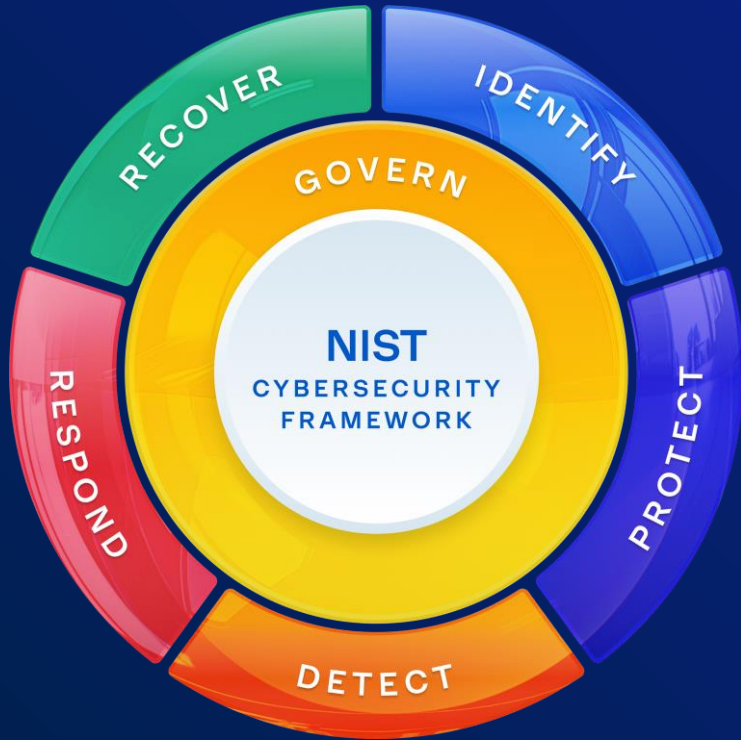 NIST
CYBERSECURITY
FRAMEWORK
GOVERN
IDENTIFY
PROTECT
DETECT
RESPOND
RECOVER